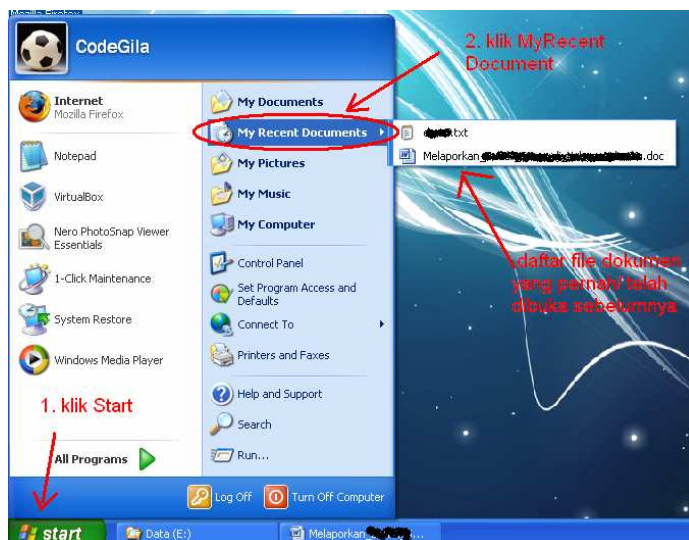 Mozilla Firefox
CodeGila
Internet
Mozilla Firefox
Notepad
VirtualBox
Nero PhotoSnap Viewer
Essentials
1-Click Maintenance
System Restore
Windows Media Player
1. klik Start
All Programs
My Documents
My Recent Documents
My Pictures
My Music
My Computer
Control Panel
Set Program Access and
Defaults
Connect To
Printers and Faxes
Help and Support
Search
Run...
2. klik MyRecent
Document
.txt
Melaporkan .doc
daftar file dokumen
yang pernah/ telah
dibuka sebelumnya
Log Off
Turn Off Computer
start
Data (E:)
Melaporkan ...